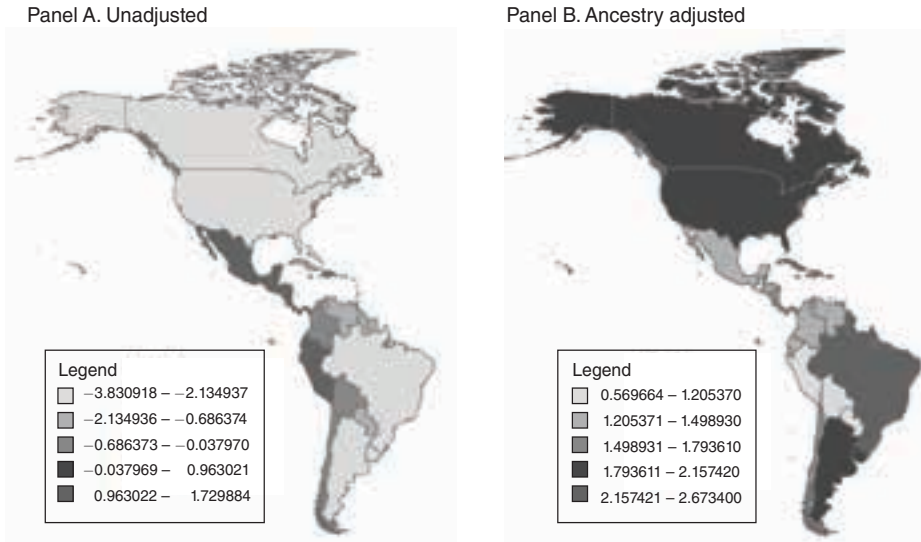 Panel A. Unadjusted
Panel B. Ancestry adjusted
Legend
−3.830918 – −2.134937
−2.134936 – −0.686374
−0.686373 – −0.037970
−0.037969 – 0.963021
0.963022 – 1.729884
Legend
0.569664 – 1.205370
1.205371 – 1.498930
1.498931 – 1.793610
1.793611 – 2.157420
2.157421 – 2.673400